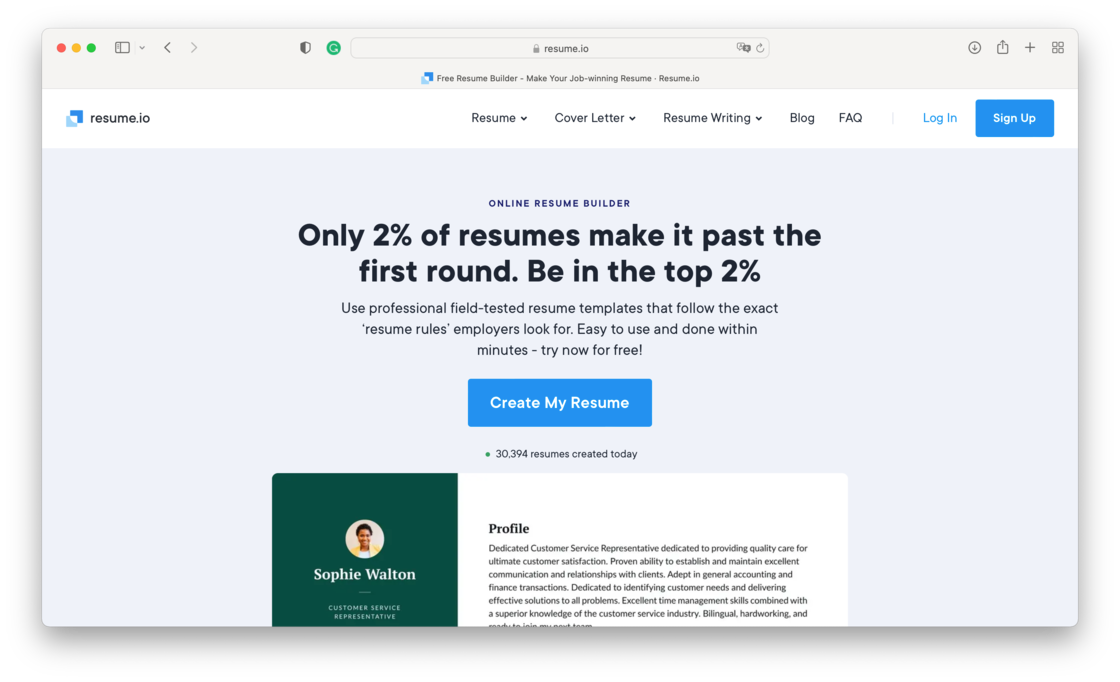 resume.io
Free Resume Builder - Make Your Job-winning Resume · Resume.io
resume.io
Resume
Cover Letter
Resume Writing
Blog
FAQ
Log In
Sign Up
ONLINE RESUME BUILDER
Only 2% of resumes make it past the
first round. Be in the top 2%
Use professional field-tested resume templates that follow the exact
‘resume rules’ employers look for. Easy to use and done within
minutes - try now for free!
Create My Resume
30,394 resumes created today
Sophie Walton
CUSTOMER SERVICE
REPRESENTATIVE
Profile
Dedicated Customer Service Representative dedicated to providing quality care for
ultimate customer satisfaction. Proven ability to establish and maintain excellent
communication and relationships with clients. Adept in general accounting and
finance transactions. Dedicated to identifying customer needs and delivering
effective solutions to all problems. Excellent time management skills combined with
a superior knowledge of the customer service industry. Bilingual, hardworking, and
ready to join my next team